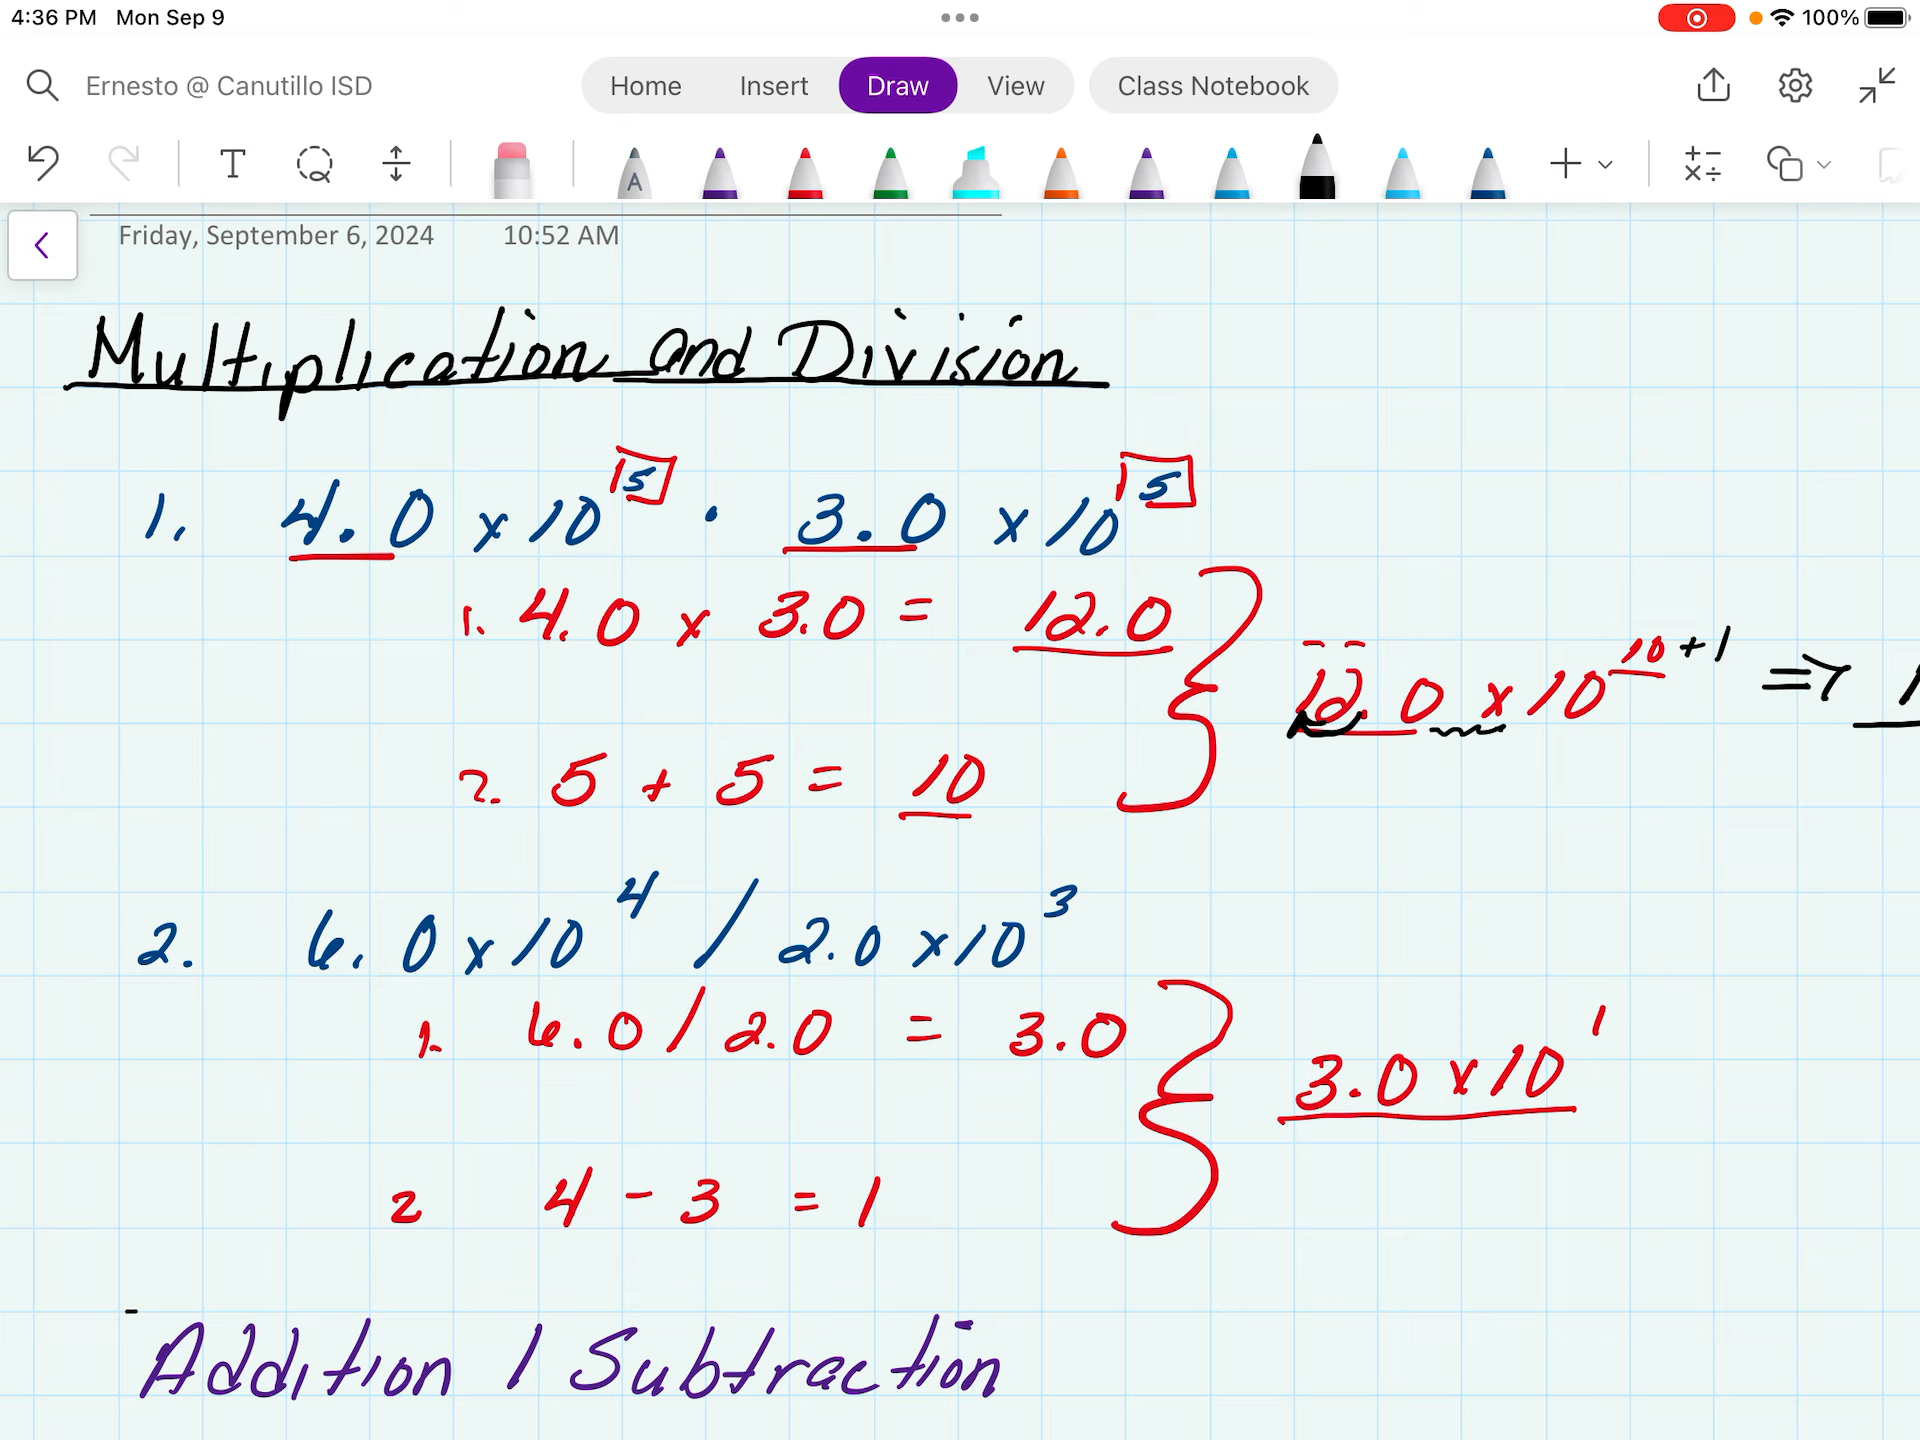 4:36 PM Mon Sep 9 100%
Ernesto @ Canutillo ISD Home Insert Draw View Class Notebook
T A
Friday, September 6, 2024 10:52 AM
Multiplication and Division
1. 4.0 x 10^5 · 3.0 x 10^5
1. 4.0 x 3.0 = 12.0
12.0 x 10^10 + 1 =>
2. 5 + 5 = 10
2. 6.0 x 10^4 / 2.0 x 10^3
1. 6.0 / 2.0 = 3.0
3.0 x 10^1
2 4 - 3 = 1
Addition / Subtraction